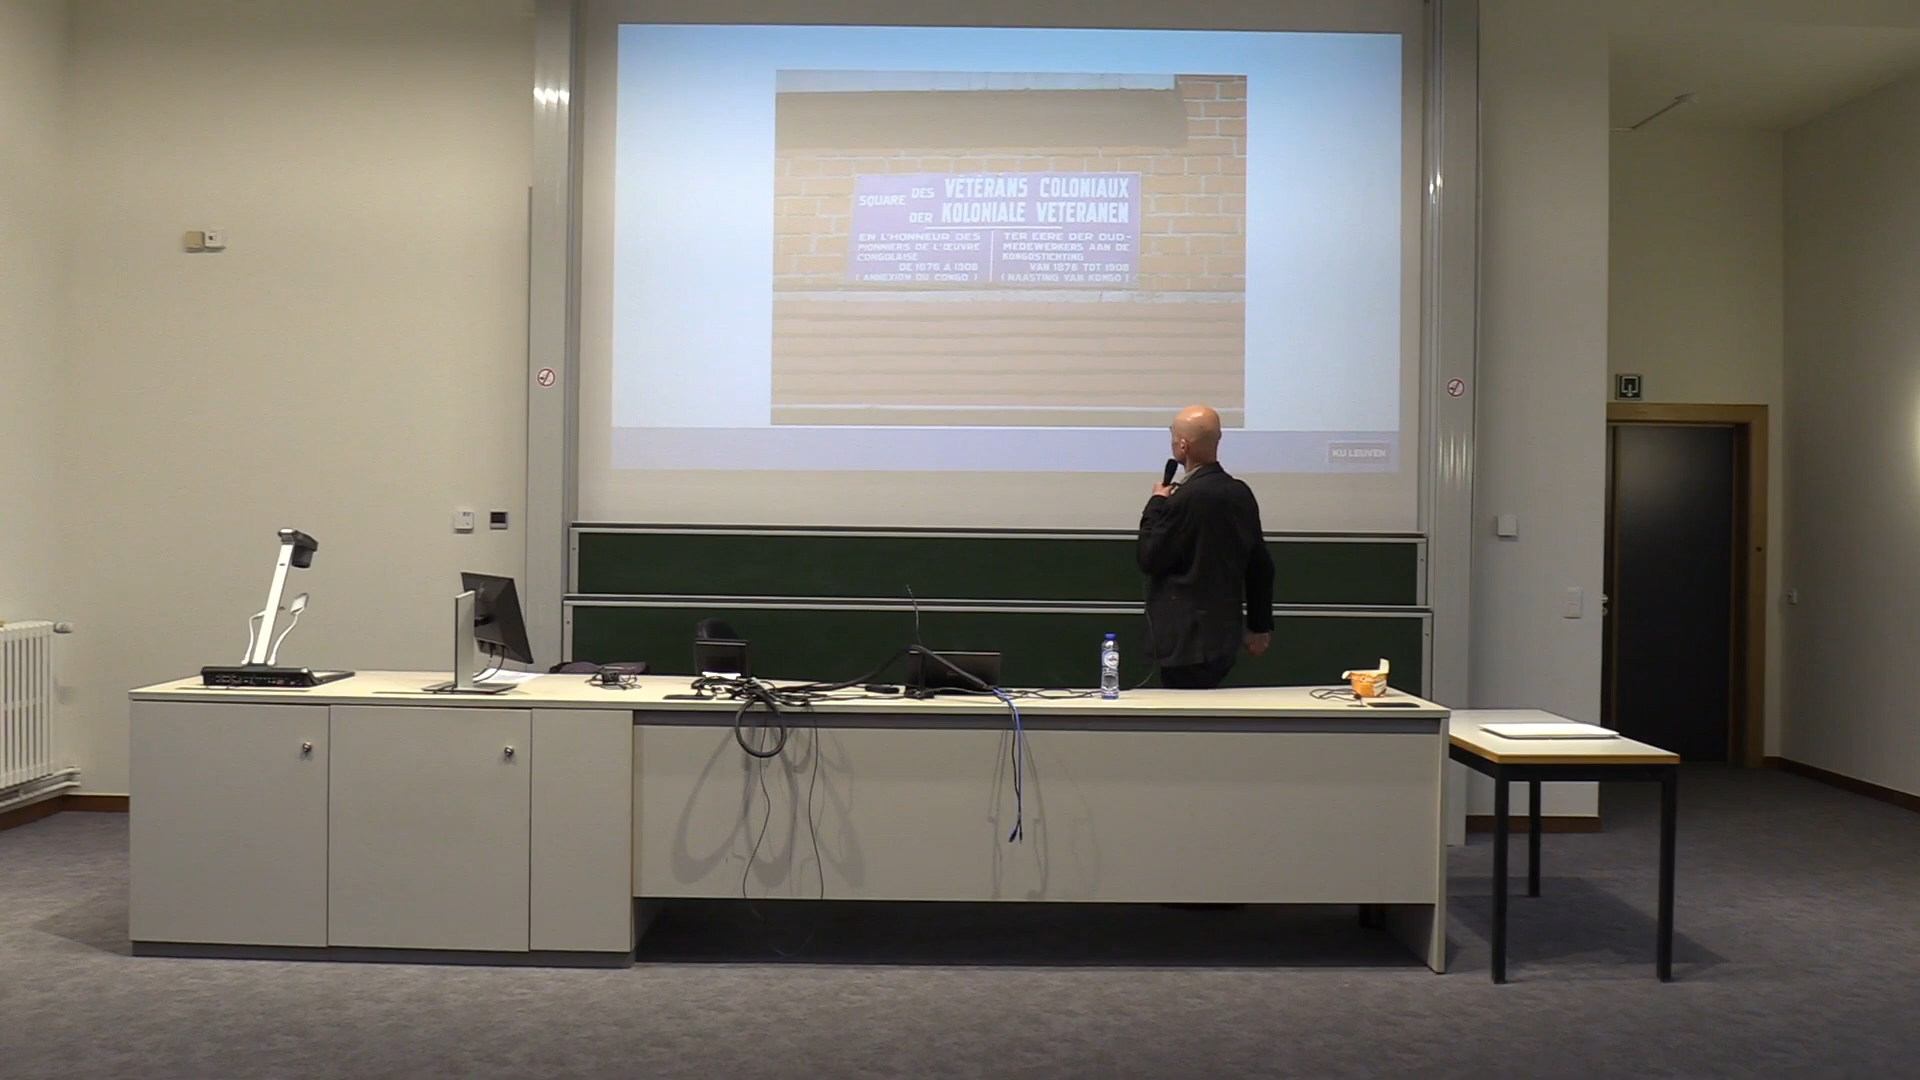 SQUARE DES VÉTÉRANS COLONIAUX
DER KOLONIALE VETERANEN
EN L'HONNEUR DES
PIONNIERS DE L'ŒUVRE
CONGOLAISE
DE 1876 A 1908
( ANNEXION DU CONGO )
TER EERE DER OUD-
MEDEWERKERS AAN DE
KONGOSTICHTING
VAN 1876 TOT 1908
( NAASTING VAN KONGO )
KU LEUVEN